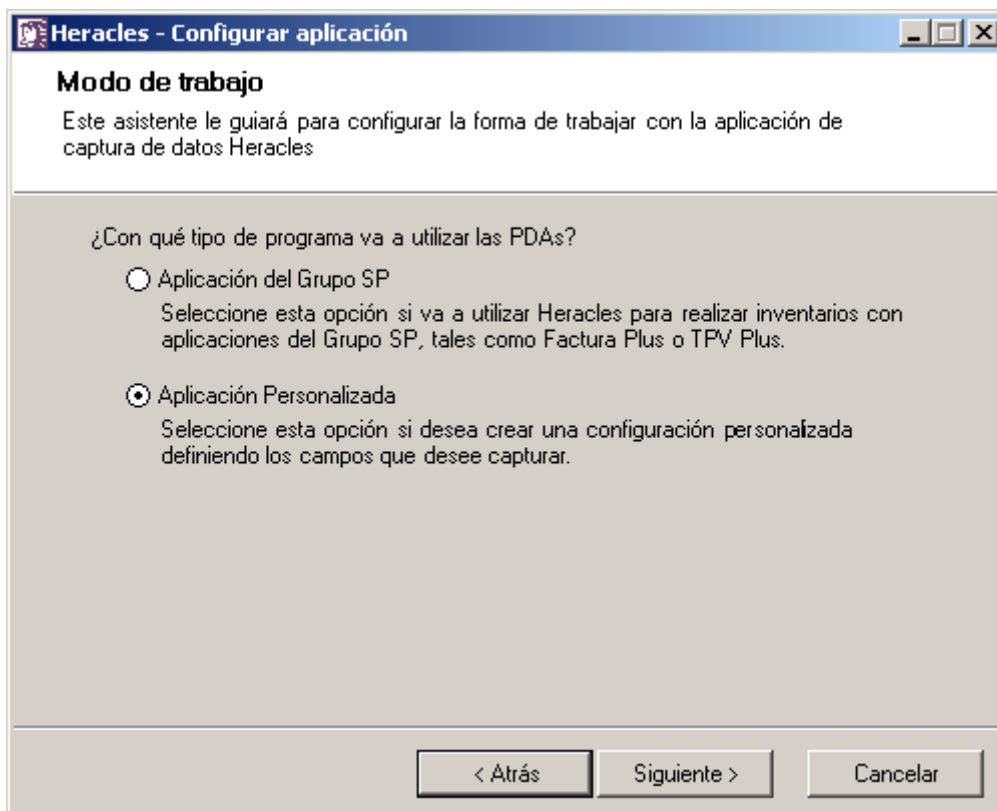 Heracles - Configurar aplicación
Modo de trabajo
Este asistente le guiará para configurar la forma de trabajar con la aplicación de
captura de datos Heracles
¿Con qué tipo de programa va a utilizar las PDAs?
Aplicación del Grupo SP
Seleccione esta opción si va a utilizar Heracles para realizar inventarios con
aplicaciones del Grupo SP, tales como Factura Plus o TPV Plus.
Aplicación Personalizada
Seleccione esta opción si desea crear una configuración personalizada
definiendo los campos que desee capturar.
< Atrás
Siguiente >
Cancelar